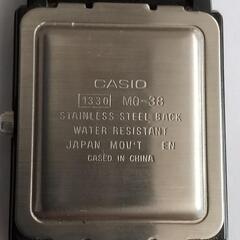 CASIO
1330 MQ-38
STAINLESS STEEL BACK
WATER RESISTANT
JAPAN MOV'T EN
CASED IN CHINA